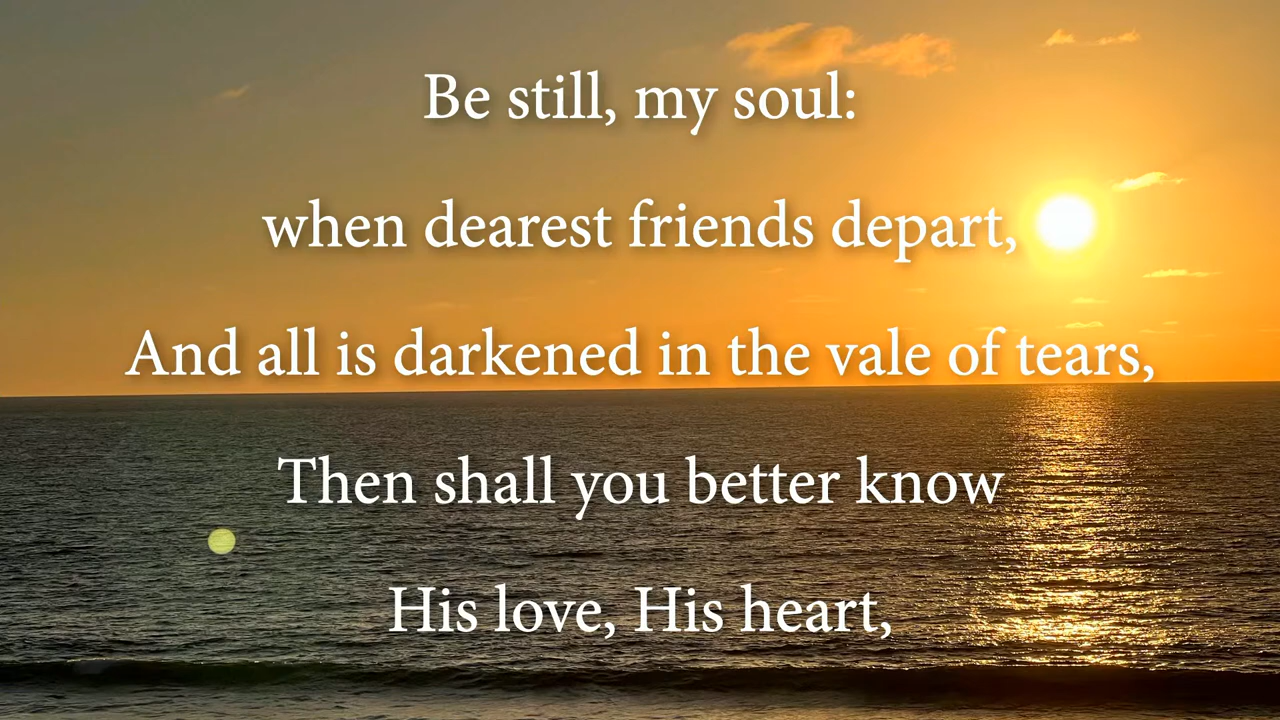 Be still, my soul:
when dearest friends depart,
And all is darkened in the vale of tears,
Then shall you better know
His love, His heart,